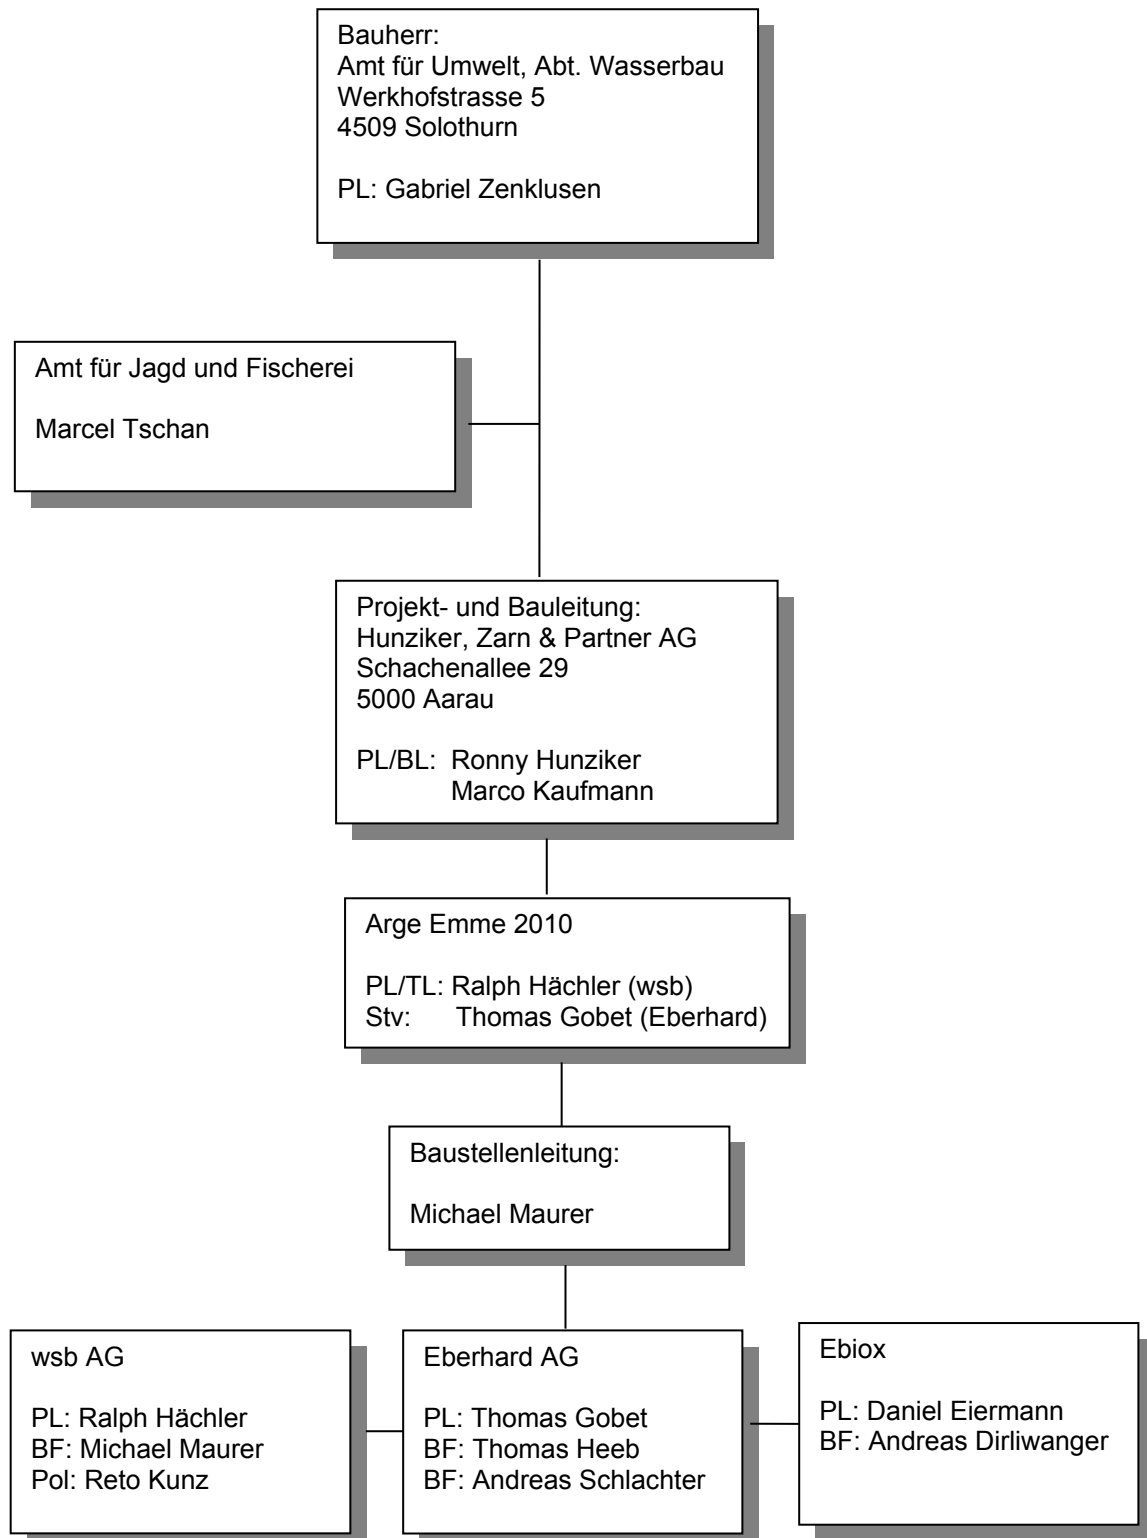 Bauherr:
Amt für Umwelt, Abt. Wasserbau
Werkhofstrasse 5
4509 Solothurn
PL: Gabriel Zenklusen
Amt für Jagd und Fischerei
Marcel Tschan
Projekt- und Bauleitung:
Hunziker, Zarn & Partner AG
Schachenallee 29
5000 Aarau
PL/BL: Ronny Hunziker
Marco Kaufmann
Arge Emme 2010
PL/TL: Ralph Hächler (wsb)
Stv: Thomas Gobet (Eberhard)
Baustellenleitung:
Michael Maurer
wsb AG
PL: Ralph Hächler
BF: Michael Maurer
Pol: Reto Kunz
Eberhard AG
PL: Thomas Gobet
BF: Thomas Heeb
BF: Andreas Schlachter
Ebiox
PL: Daniel Eiermann
BF: Andreas Dirliwanger